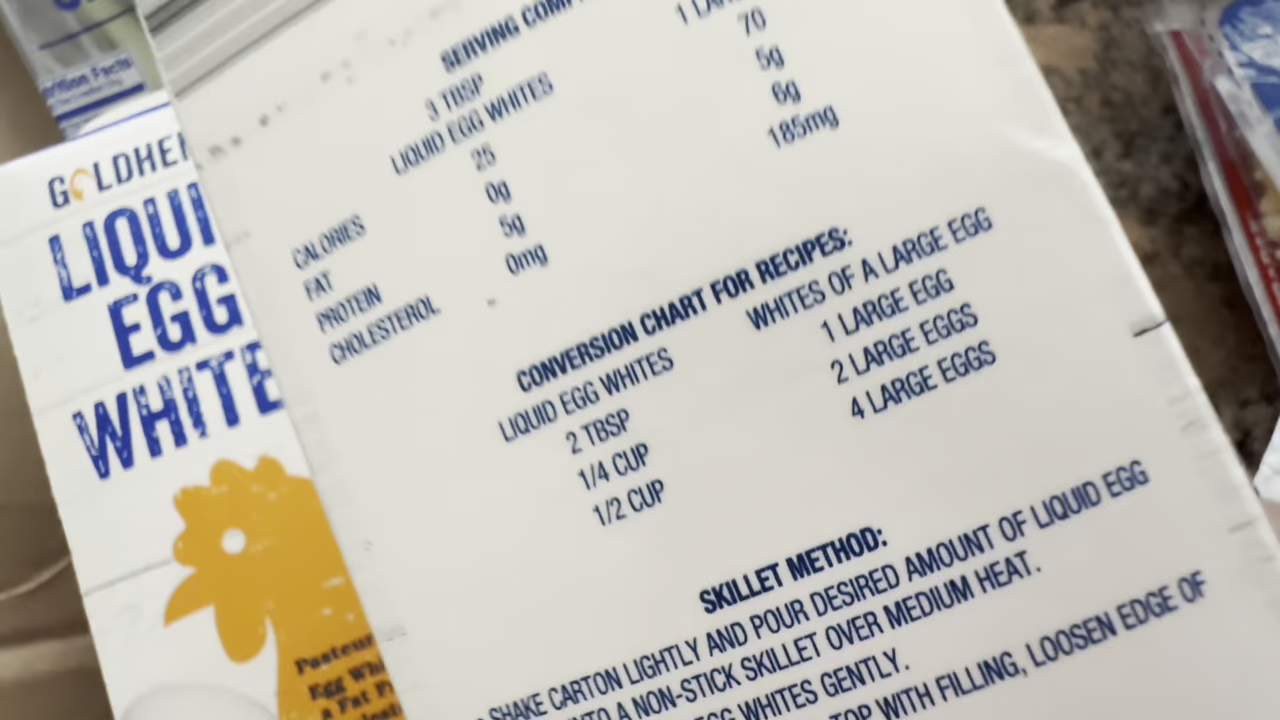 GOLDHEN
LIQUI
EGG
WHITE
SERVING
3 TBSP
LIQUID EGG WHITES
CALORIES 25 70
FAT 0g 5g
PROTEIN 5g 6g
CHOLESTEROL 0mg 185mg
CONVERSION CHART FOR RECIPES:
LIQUID EGG WHITES WHITES OF A LARGE EGG
2 TBSP 1 LARGE EGG
1/4 CUP 2 LARGE EGGS
1/2 CUP 4 LARGE EGGS
SKILLET METHOD:
SHAKE CARTON LIGHTLY AND POUR DESIRED AMOUNT OF LIQUID EGG
A NON-STICK SKILLET OVER MEDIUM HEAT.
EGG WHITES GENTLY.
TOP WITH FILLING, LOOSEN EDGE OF
Egg
a Fat
Facts